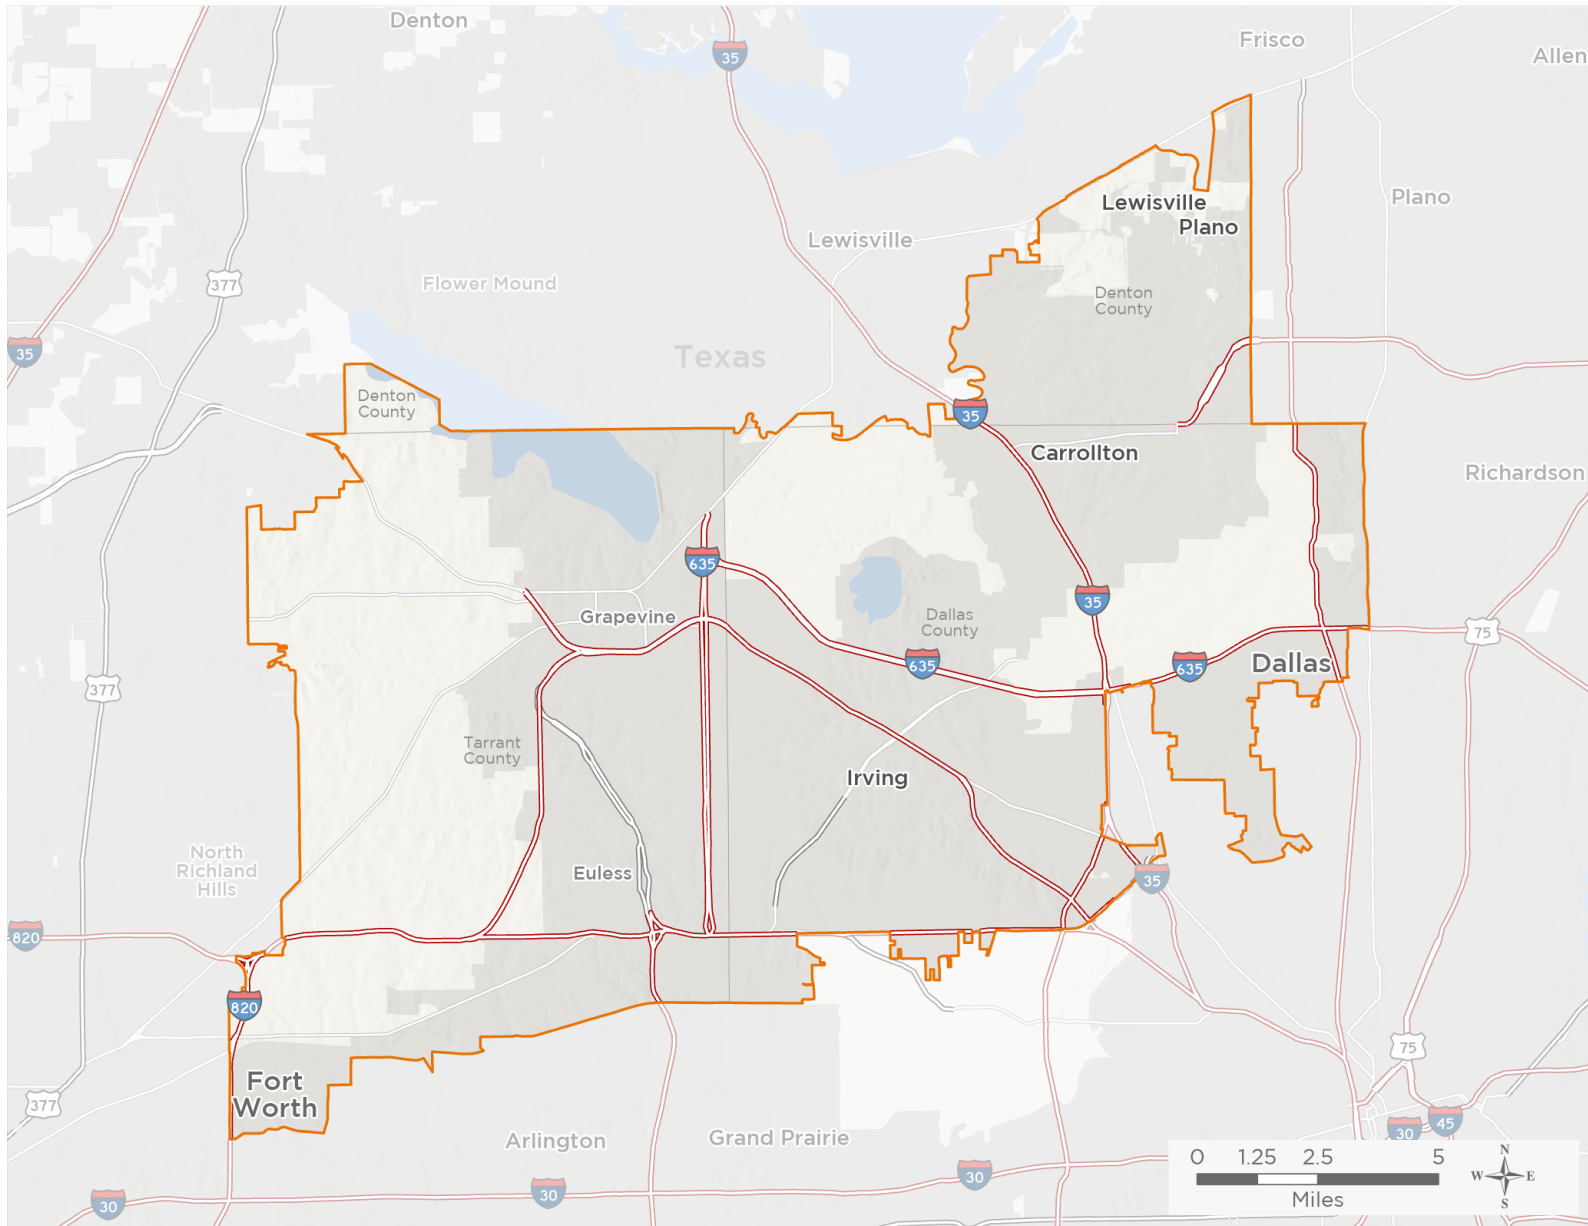 Denton
Frisco
Allen
35
Plano
Lewisville
Plano
Lewisville
377
Flower Mound
Denton
County
Texas
35
Denton
County
35
Carrollton
Richardson
635
35
Grapevine
Dallas
County
75
635
635
Dallas
377
Tarrant
County
Irving
North
Richland
Hills
Euless
35
820
820
75
Fort
Worth
377
Arlington
Grand Prairie
30
45
30
30
30
0 1.25 2.5 5
Miles
N
W E
S